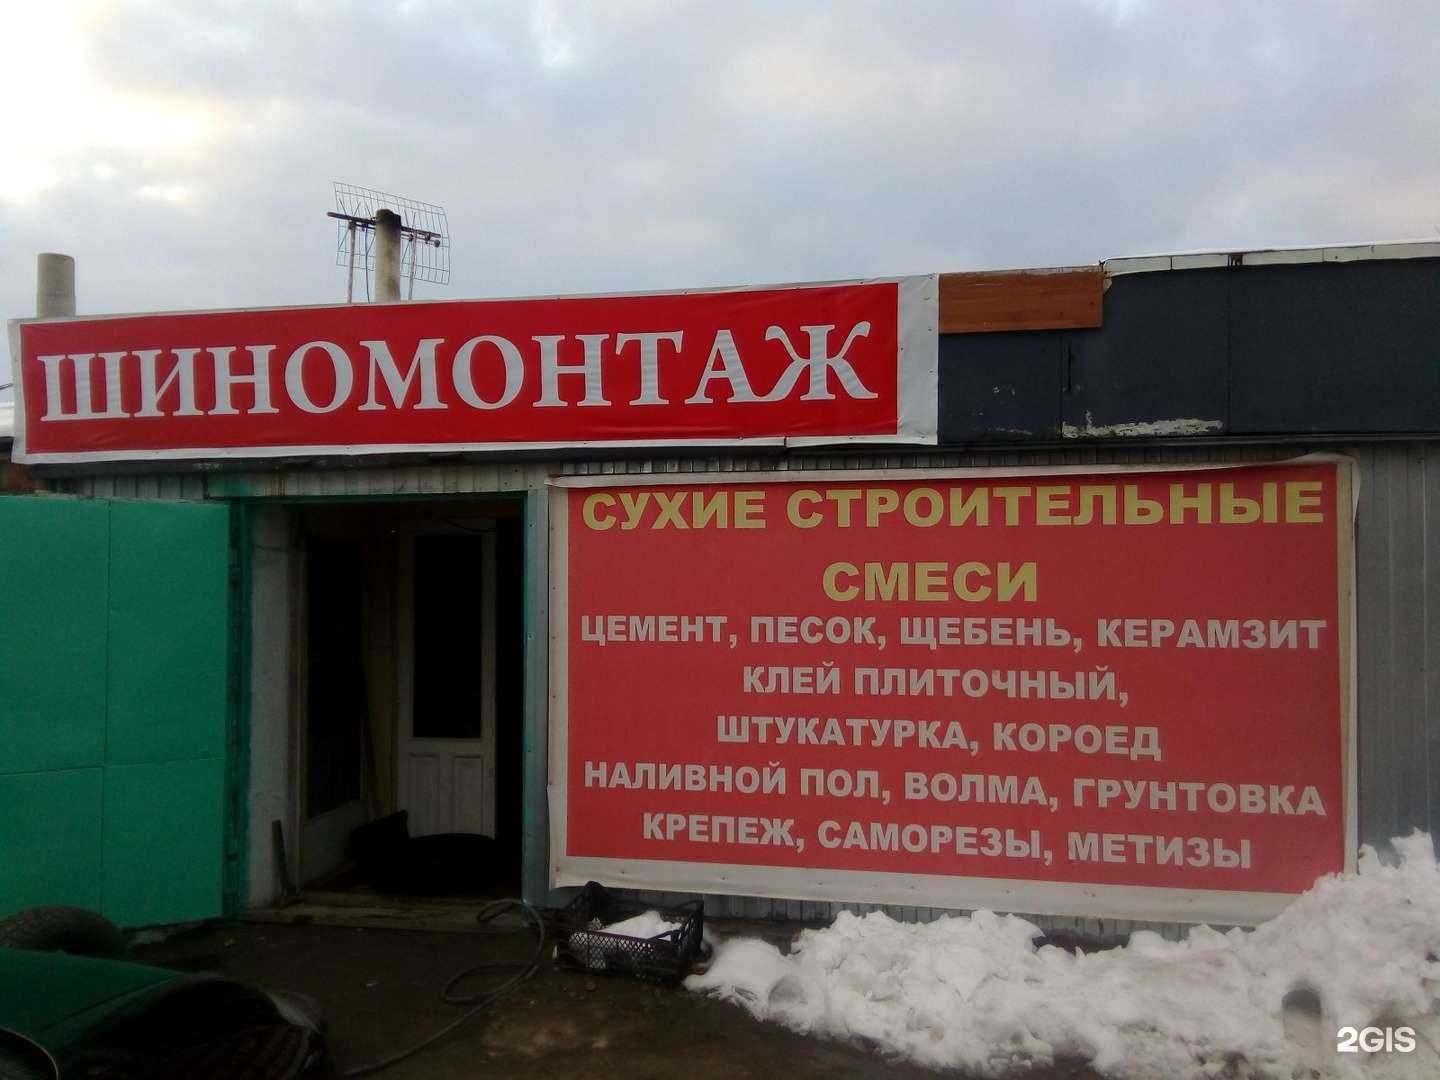 ШИНОМОНТАЖ
СУХИЕ СТРОИТЕЛЬНЫЕ
СМЕСИ
ЦЕМЕНТ, ПЕСОК, ЩЕБЕНЬ, КЕРАМЗИТ
КЛЕЙ ПЛИТОЧНЫЙ,
ШТУКАТУРКА, КОРОЕД
НАЛИВНОЙ ПОЛ, ВОЛМА, ГРУНТОВКА
КРЕПЕЖ, САМОРЕЗЫ, МЕТИЗЫ
2GIS